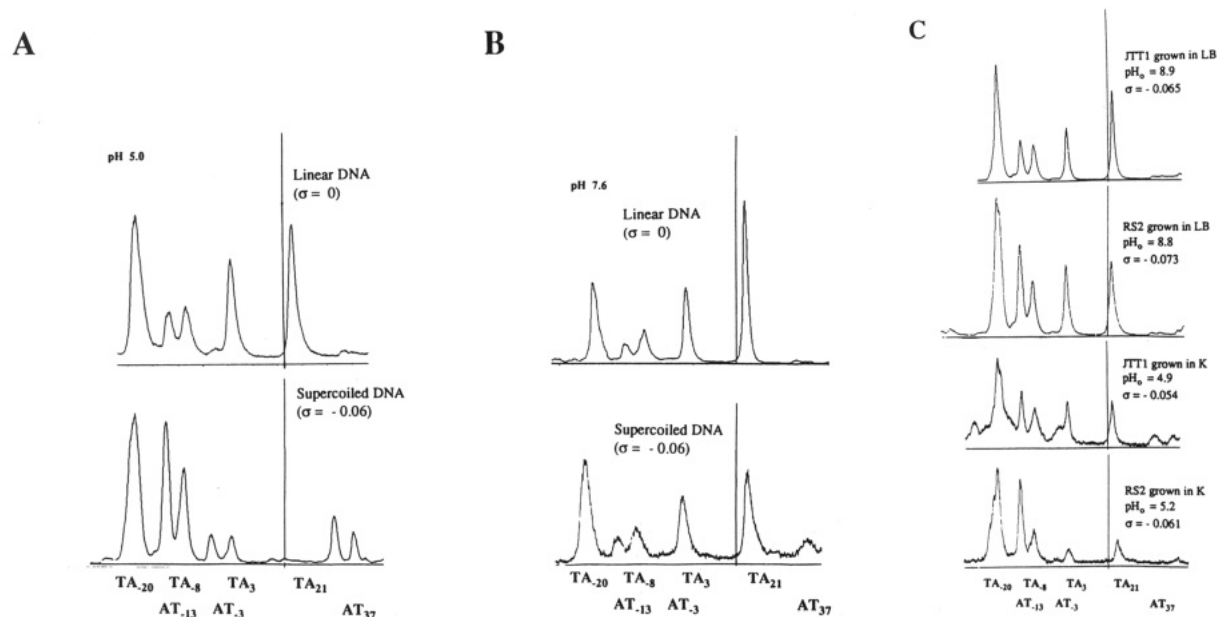 A
pH 5.0
Linear DNA
(σ = 0)
Supercoiled DNA
(σ = - 0.06)
TA-20 TA-8 TA3 TA21
AT-13 AT-3 AT37
B
pH 7.6
Linear DNA
(σ = 0)
Supercoiled DNA
(σ = - 0.06)
TA-20 TA-8 TA3 TA21
AT-13 AT-3 AT37
C
JTT1 grown in LB
pHo = 8.9
σ = - 0.065
RS2 grown in LB
pHo = 8.8
σ = - 0.073
JTT1 grown in K
pHo = 4.9
σ = - 0.054
RS2 grown in K
pHo = 5.2
σ = - 0.061
TA-20 TA-8 TA3 TA21
AT-13 AT-3 AT37